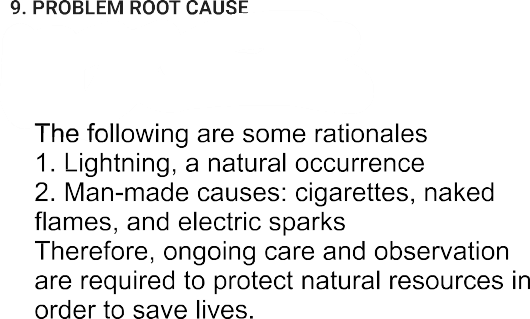 9. PROBLEM ROOT CAUSE
The following are some rationales
1. Lightning, a natural occurrence
2. Man-made causes: cigarettes, naked
flames, and electric sparks
Therefore, ongoing care and observation
are required to protect natural resources in
order to save lives.